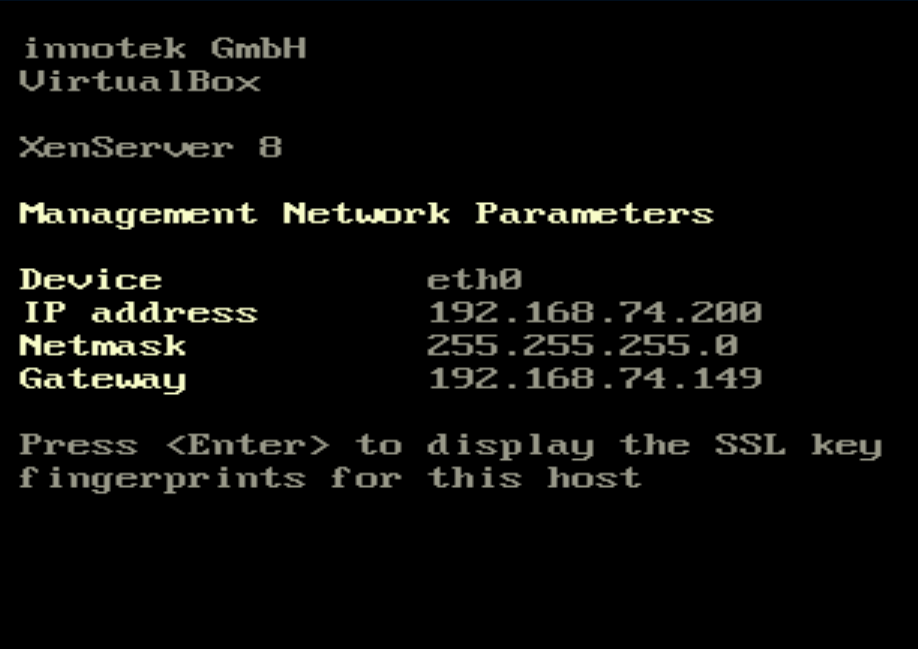 innotek GmbH
VirtualBox
XenServer 8
Management Network Parameters
Device eth0
IP address 192.168.74.200
Netmask 255.255.255.0
Gateway 192.168.74.149
Press <Enter> to display the SSL key
fingerprints for this host